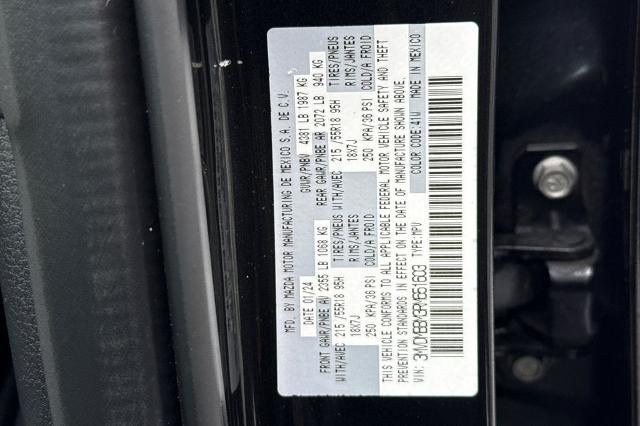 MFD. BY MAZDA MOTOR MANUFACTURING DE MEXICO S.A. DE C.V.
DATE 01/24 GVWR/PNBV 4381 LB 1987 KG
FRONT GAWR/PNBE AV 2355 LB 1068 KG REAR GAWR/PNBE AR 2072 LB 940 KG
WITH/AVEC 215 /55R18 95H TIRES/PNEUS WITH/AVEC 215 /55R18 95H TIRES/PNEUS
18X7J RIMS/JANTES 18X7J RIMS/JANTES
250 KPA/36 PSI COLD/A FROID 250 KPA/36 PSI COLD/A FROID
THIS VEHICLE CONFORMS TO ALL APPLICABLE FEDERAL MOTOR VEHICLE SAFETY AND THEFT
PREVENTION STANDARDS IN EFFECT ON THE DATE OF MANUFACTURE SHOWN ABOVE.
VIN: TYPE:MPV COLOR CODE:41W MADE IN MEXICO